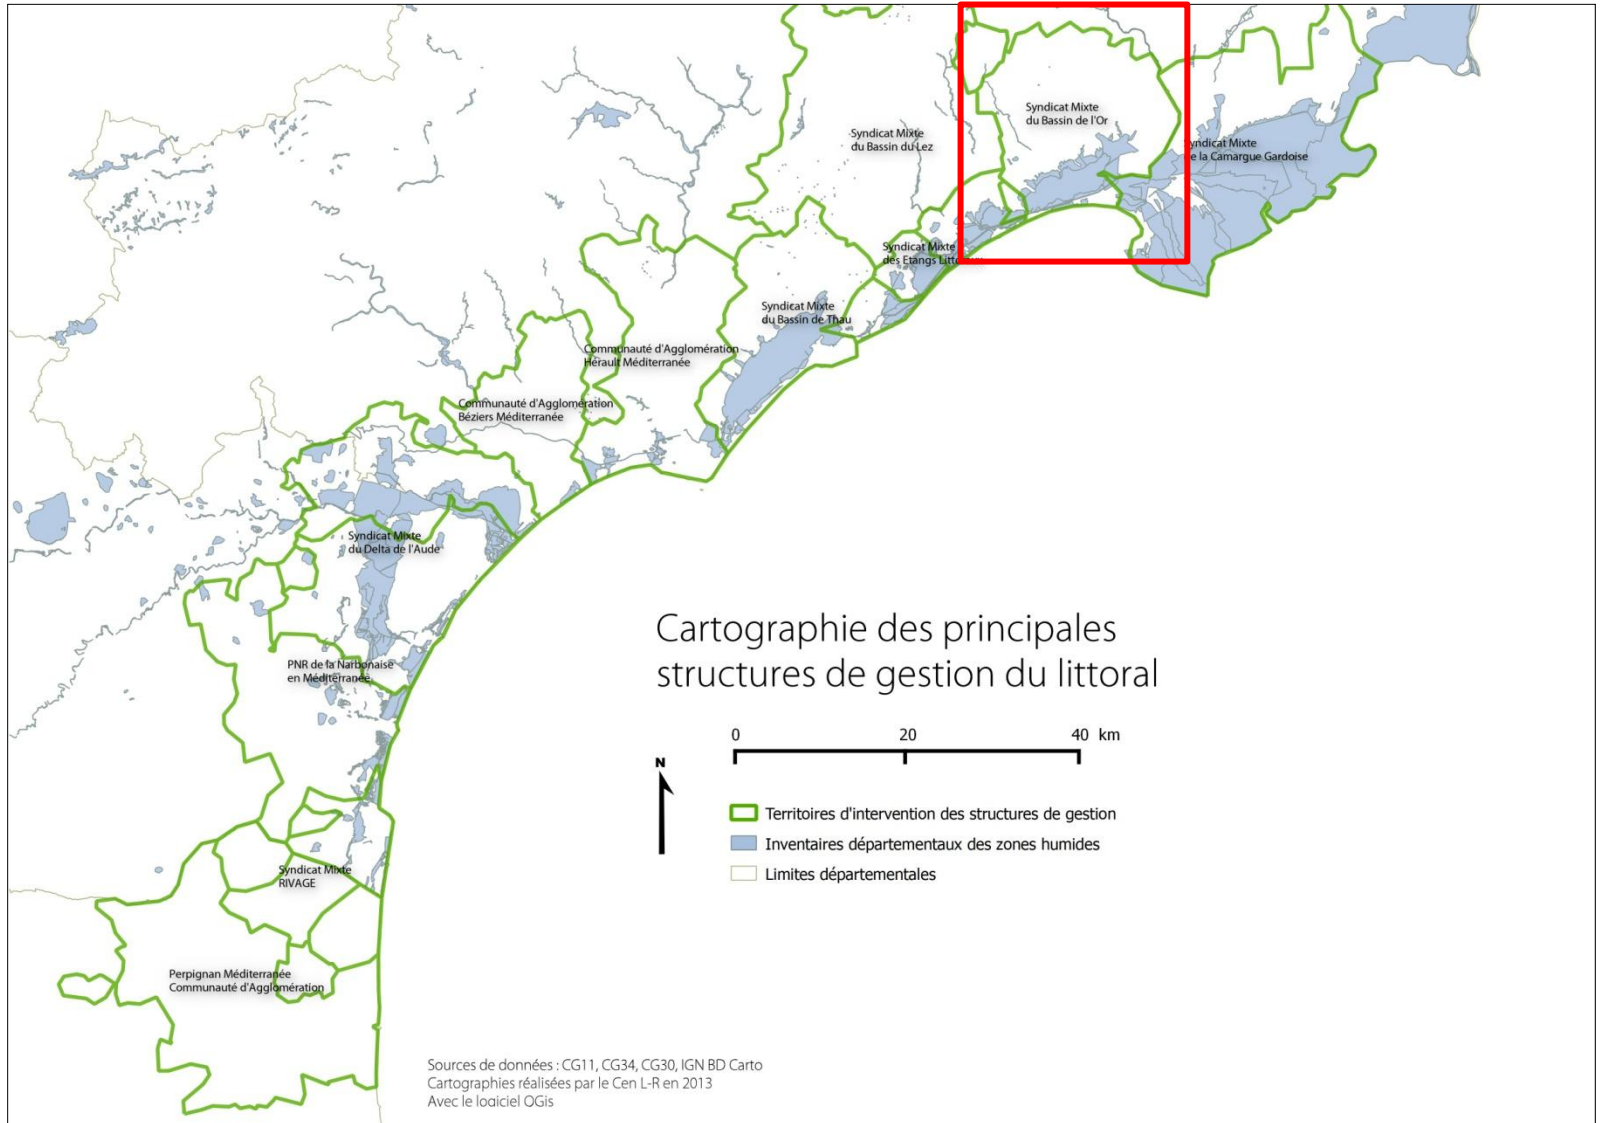 Syndicat Mixte
du Bassin de l'Or
Syndicat Mixte
du Bassin du Lez
Syndicat Mixte
de la Camargue Gardoise
Syndicat Mixte
des Etangs Littoraux
Syndicat Mixte
du Bassin de Thau
Communauté d'Agglomération
Hérault Méditerranée
Communauté d'Agglomération
Béziers Méditerranée
Syndicat Mixte
du Delta de l'Aude
PNR de la Narbonaise
en Méditerranée
Syndicat Mixte
RIVAGE
Perpignan Méditerranée
Communauté d'Agglomération
Cartographie des principales
structures de gestion du littoral
0 20 40 km
N
Territoires d'intervention des structures de gestion
Inventaires départementaux des zones humides
Limites départementales
Sources de données : CG11, CG34, CG30, IGN BD Carto
Cartographies réalisées par le Cen L-R en 2013
Avec le logiciel QGis